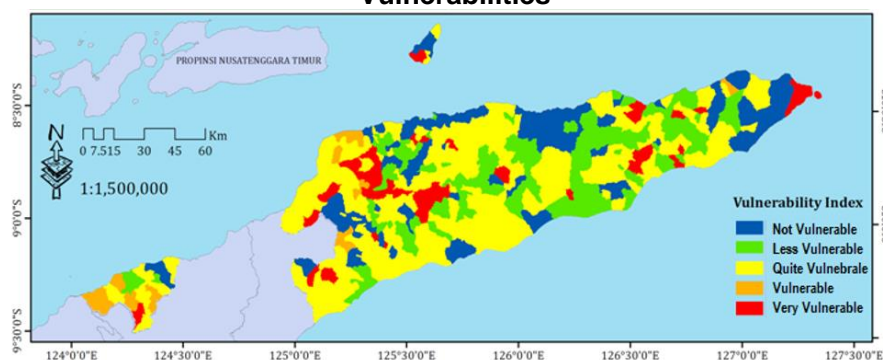 Vulnerabilities
PROPINSI NUSATENGGARA TIMUR
8°30'0"S
N
Km
0 7.515 30 45 60
1:1,500,000
9°0'0"S
Vulnerability Index
Not Vulnerable
Less Vulnerable
Quite Vulnebrale
Vulnerable
Very Vulnerable
9°30'0"S
124°0'0"E 124°30'0"E 125°0'0"E 125°30'0"E 126°0'0"E 126°30'0"E 127°0'0"E 127°30'0"E